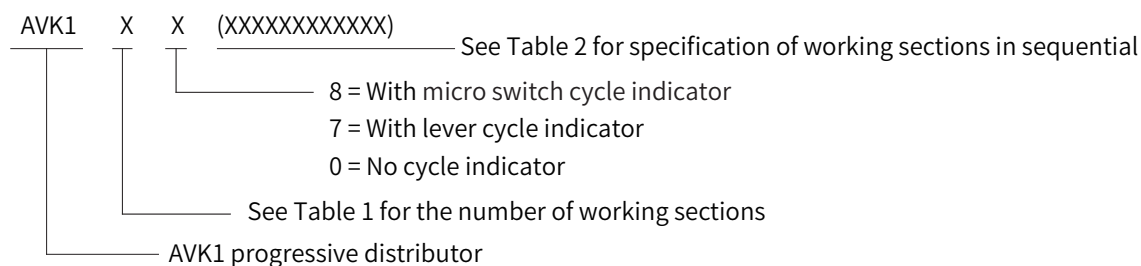 AVK1 X X (XXXXXXXXXXXX)
See Table 2 for specification of working sections in sequential
8 = With micro switch cycle indicator
7 = With lever cycle indicator
0 = No cycle indicator
See Table 1 for the number of working sections
AVK1 progressive distributor